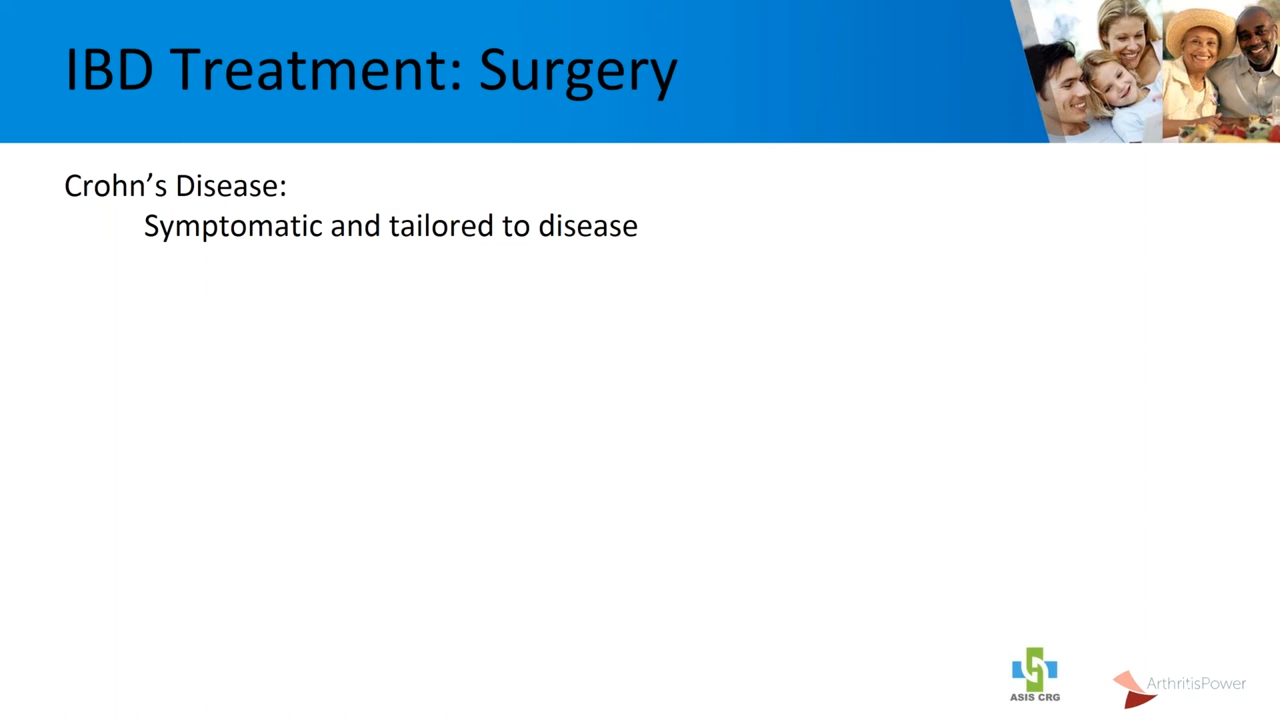 IBD Treatment: Surgery
Crohn’s Disease:
Symptomatic and tailored to disease
ASIS CRG
ArthritisPower